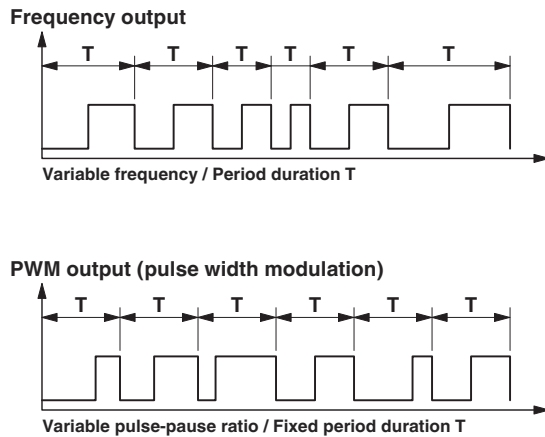 Frequency output
T T T T T T
Variable frequency / Period duration T
PWM output (pulse width modulation)
T T T T T T
Variable pulse-pause ratio / Fixed period duration T